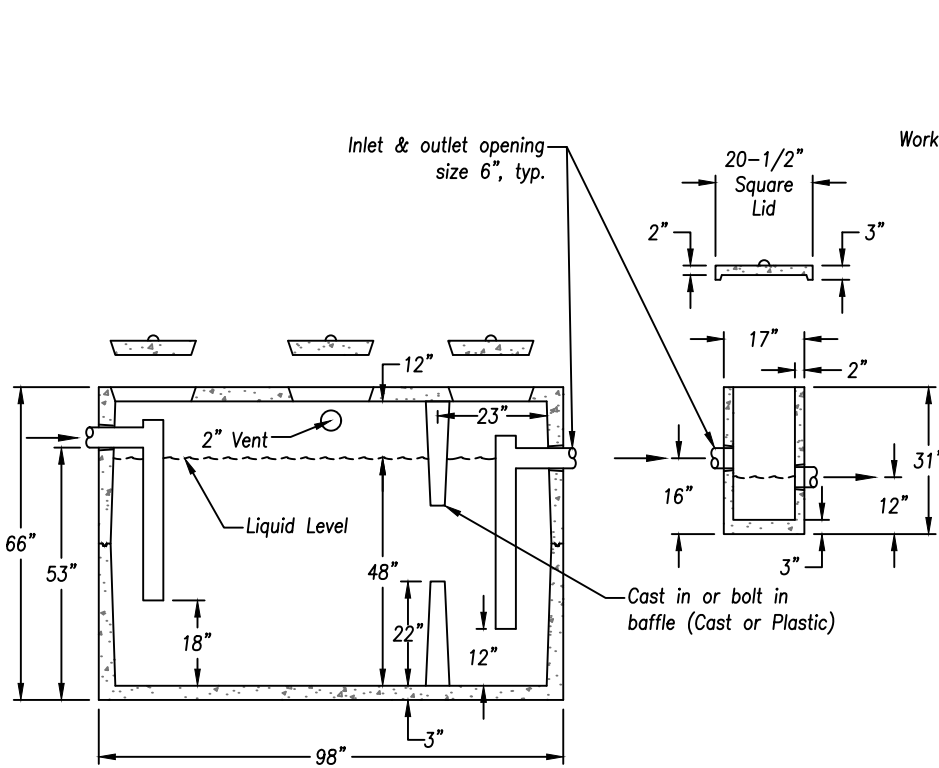 Work
Inlet & outlet opening
size 6", typ.
20-1/2"
Square
Lid
2"
3"
17"
2"
12"
23"
2" Vent
Liquid Level
66"
53"
48"
18"
22"
12"
16"
31"
12"
3"
Cast in or bolt in
baffle (Cast or Plastic)
3"
98"